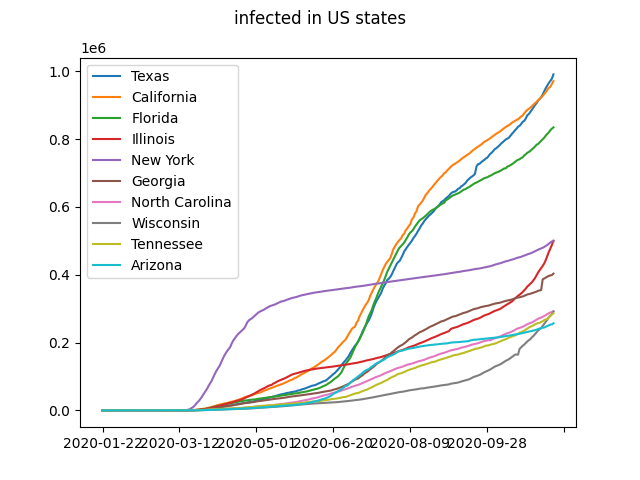 infected in US states
1e6
1.0
0.8
0.6
0.4
0.2
0.0
Texas
California
Florida
Illinois
New York
Georgia
North Carolina
Wisconsin
Tennessee
Arizona
2020-01-22 2020-03-12 2020-05-01 2020-06-20 2020-08-09 2020-09-28